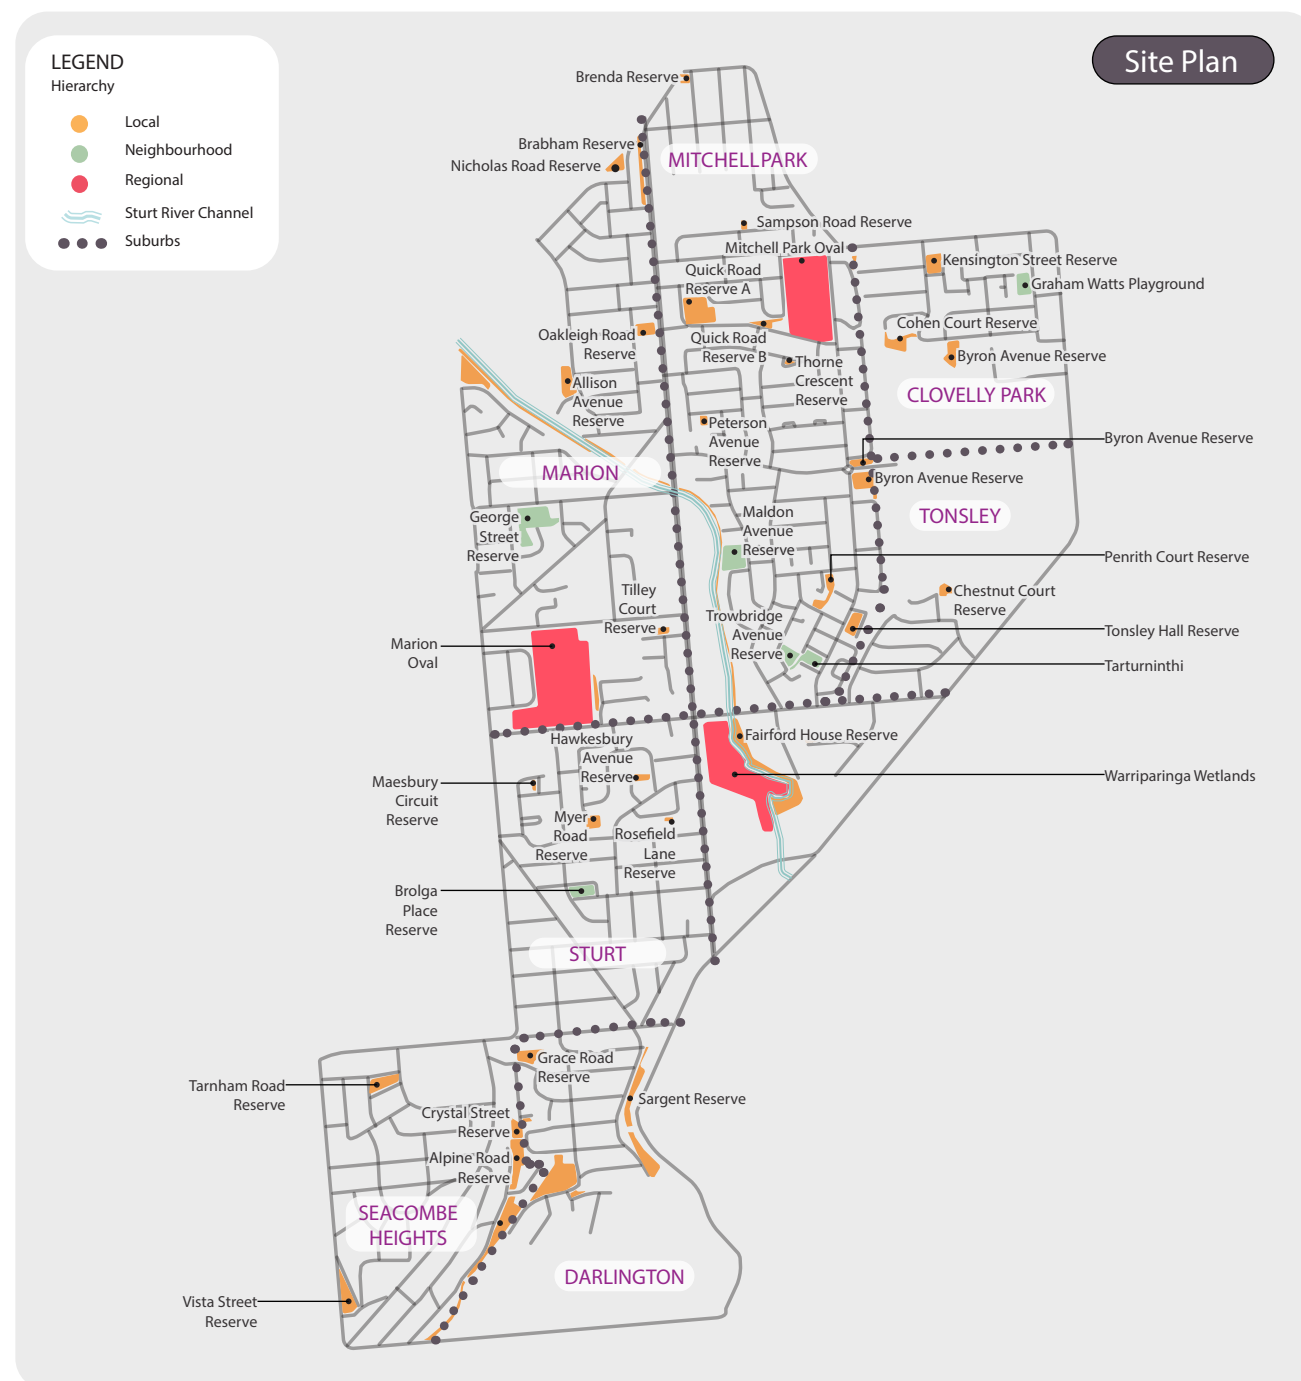 LEGEND
Hierarchy
Local
Neighbourhood
Regional
Sturt River Channel
Suburbs
Site Plan
Brenda Reserve
Brabham Reserve
Nicholas Road Reserve
MITCHELL PARK
Sampson Road Reserve
Mitchell Park Oval
Quick Road
Reserve A
Kensington Street Reserve
Graham Watts Playground
Oakleigh Road
Reserve
Quick Road
Reserve B
Cohen Court Reserve
Byron Avenue Reserve
Thorne
Crescent
Reserve
Allison
Avenue
Reserve
CLOVELLY PARK
Peterson
Avenue
Reserve
Byron Avenue Reserve
MARION
Byron Avenue Reserve
George
Street
Reserve
Maldon
Avenue
Reserve
TONSLEY
Penrith Court Reserve
Tilley
Court
Reserve
Chestnut Court
Reserve
Trowbridge
Avenue
Reserve
Tonsley Hall Reserve
Marion
Oval
Tarturninthi
Hawkesbury
Avenue
Reserve
Fairford House Reserve
Maesbury
Circuit
Reserve
Warriparinga Wetlands
Myer
Road
Reserve
Rosefield
Lane
Reserve
Brolga
Place
Reserve
STURT
Grace Road
Reserve
Tarnham Road
Reserve
Sargent Reserve
Crystal Street
Reserve
Alpine Road
Reserve
SEACOMBE
HEIGHTS
DARLINGTON
Vista Street
Reserve